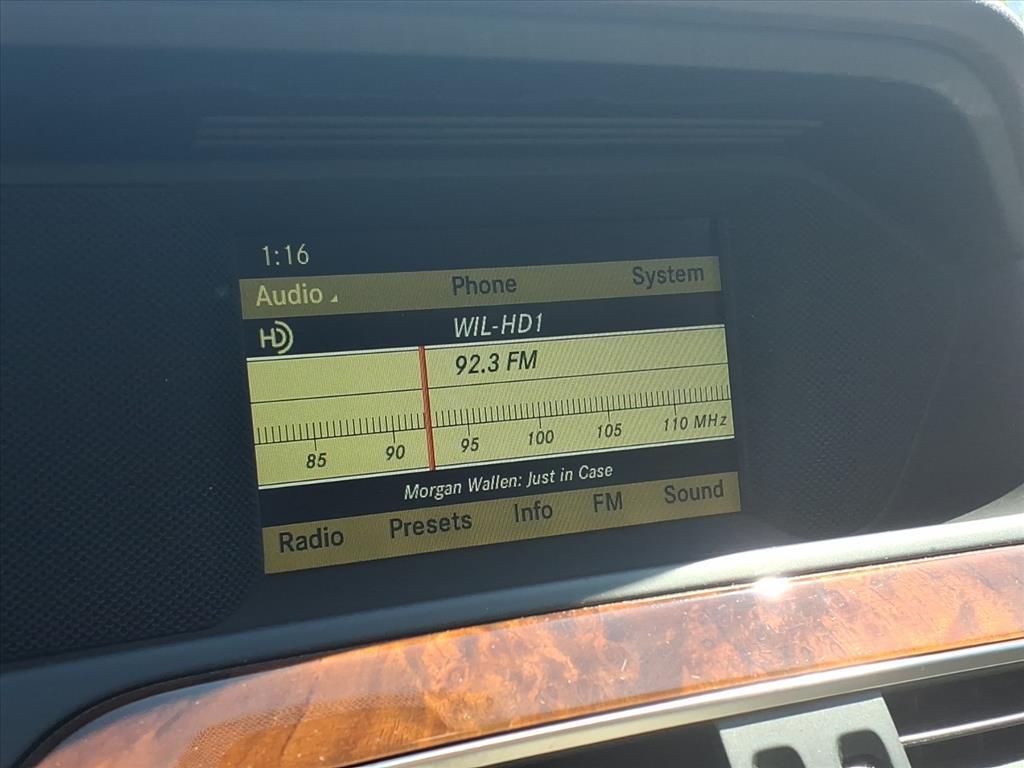 1:16
Audio Phone System
HD WIL-HD1
92.3 FM
85 90 95 100 105 110 MHz
Morgan Wallen: Just in Case
Radio Presets Info FM Sound